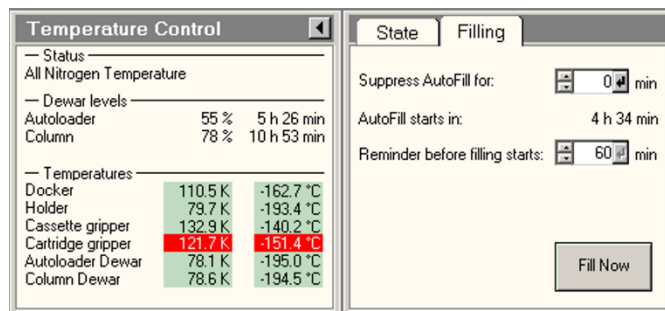 Temperature Control
Status
All Nitrogen Temperature
Dewar levels
Autoloader 55 % 5 h 26 min
Column 78 % 10 h 53 min
Temperatures
Docker 110.5 K -162.7 °C
Holder 79.7 K -193.4 °C
Cassette gripper 132.9 K -140.2 °C
Cartridge gripper 121.7 K -151.4 °C
Autoloader Dewar 78.1 K -195.0 °C
Column Dewar 78.6 K -194.5 °C
State Filling
Suppress AutoFill for: 0 min
AutoFill starts in: 4 h 34 min
Reminder before filling starts: 60 min
Fill Now